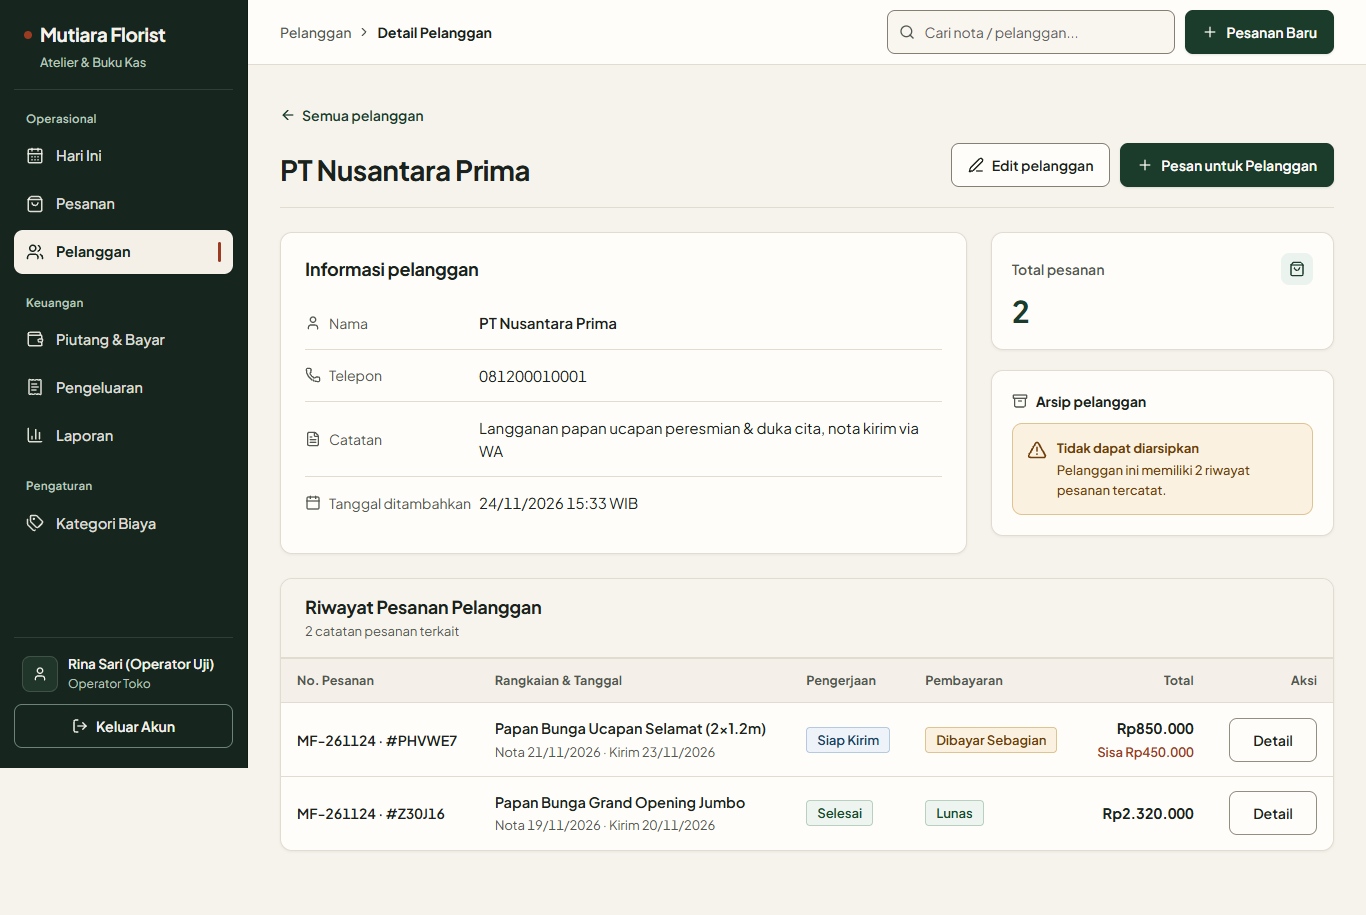 Mutiara Florist
Atelier & Buku Kas
Operasional
Hari Ini
Pesanan
Pelanggan
Keuangan
Piutang & Bayar
Pengeluaran
Laporan
Pengaturan
Kategori Biaya
Rina Sari (Operator Uji)
Operator Toko
Keluar Akun
Pelanggan > Detail Pelanggan
Cari nota / pelanggan...
Pesanan Baru
Semua pelanggan
PT Nusantara Prima
Edit pelanggan
Pesan untuk Pelanggan
Informasi pelanggan
Nama PT Nusantara Prima
Telepon 081200010001
Catatan Langganan papan ucapan peresmian & duka cita, nota kirim via
WA
Tanggal ditambahkan 24/11/2026 15:33 WIB
Total pesanan
2
Arsip pelanggan
Tidak dapat diarsipkan
Pelanggan ini memiliki 2 riwayat
pesanan tercatat.
Riwayat Pesanan Pelanggan
2 catatan pesanan terkait
No. Pesanan Rangkaian & Tanggal Pengerjaan Pembayaran Total Aksi
MF-261124 · #PHVWE7 Papan Bunga Ucapan Selamat (2×1.2m) Siap Kirim Dibayar Sebagian Rp850.000 Detail
Nota 21/11/2026 · Kirim 23/11/2026 Sisa Rp450.000
MF-261124 · #Z30J16 Papan Bunga Grand Opening Jumbo Selesai Lunas Rp2.320.000 Detail
Nota 19/11/2026 · Kirim 20/11/2026